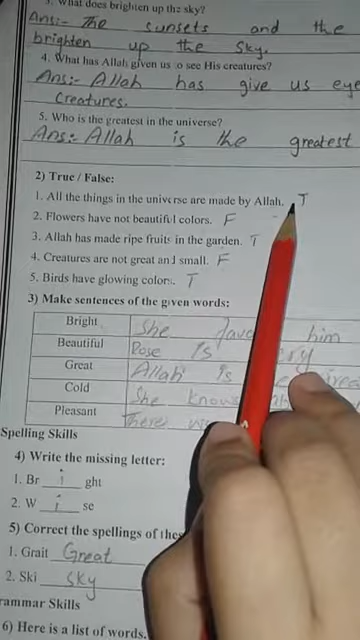 3. What does brighten up the sky?
Ans:- The sunsets and the
brighten up the sky.
4. What has Allah given us to see His creatures?
Ans:- Allah has give us eye
creatures.
5. Who is the greatest in the universe?
Ans:- Allah is the greatest
2) True / False:
1. All the things in the universe are made by Allah. T
2. Flowers have not beautiful colors. F
3. Allah has made ripe fruits in the garden. T
4. Creatures are not great and small. F
5. Birds have glowing colors. T
3) Make sentences of the given words:
Bright She him
Beautiful Rose is
Great Allah is
Cold She knows
Pleasant There
Spelling Skills
4) Write the missing letter:
1. Br i ght
2. W i se
5) Correct the spellings of
1. Grait Great
2. Ski sky
rammar Skills
6) Here is a list of words.